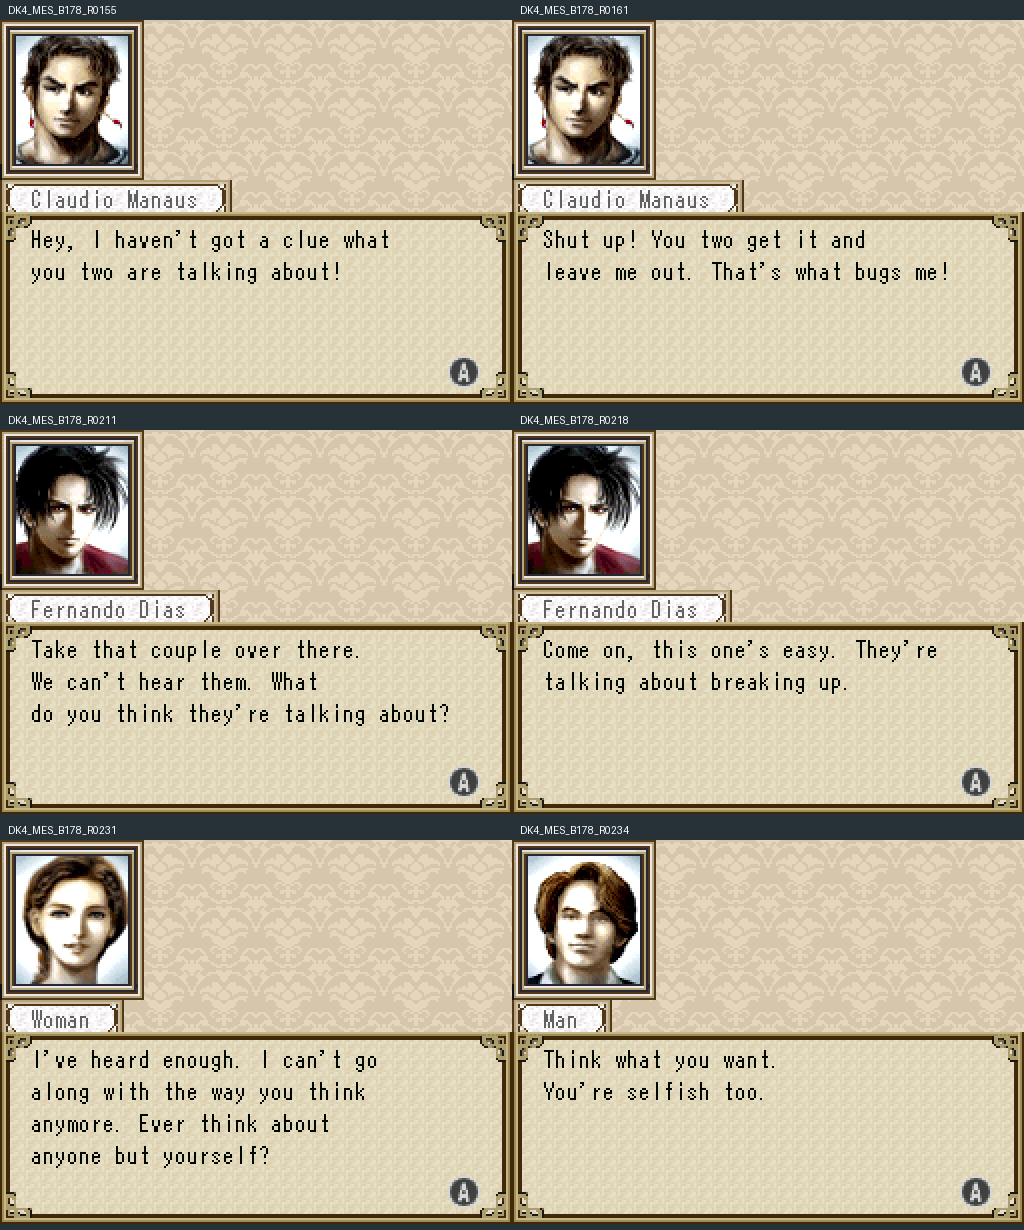 DK4_MES_B178_R0155
Claudio Manaus
Hey, I haven't got a clue what
you two are talking about!
A
DK4_MES_B178_R0161
Claudio Manaus
Shut up! You two get it and
leave me out. That's what bugs me!
A
DK4_MES_B178_R0211
Fernando Dias
Take that couple over there.
We can't hear them. What
do you think they're talking about?
A
DK4_MES_B178_R0218
Fernando Dias
Come on, this one's easy. They're
talking about breaking up.
A
DK4_MES_B178_R0231
Woman
I've heard enough. I can't go
along with the way you think
anymore. Ever think about
anyone but yourself?
A
DK4_MES_B178_R0234
Man
Think what you want.
You're selfish too.
A